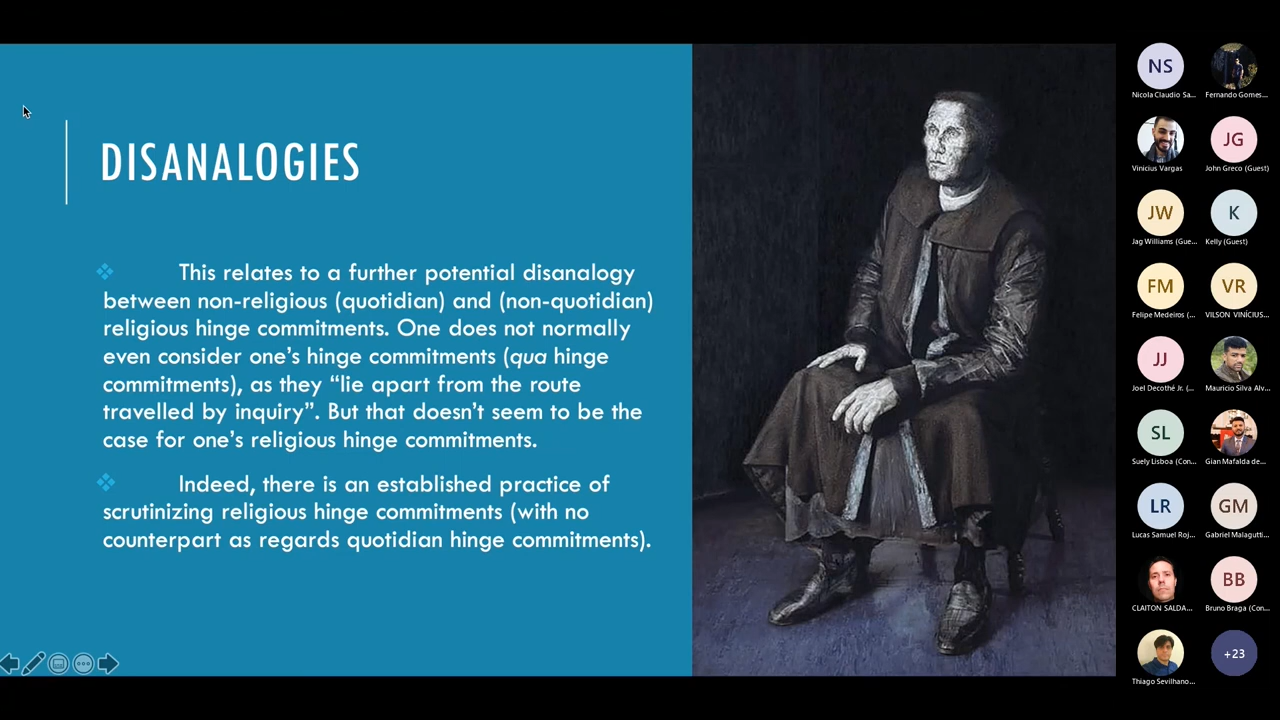 DISANALOGIES
This relates to a further potential disanalogy
between non-religious (quotidian) and (non-quotidian)
religious hinge commitments. One does not normally
even consider one's hinge commitments (qua hinge
commitments), as they “lie apart from the route
travelled by inquiry”. But that doesn't seem to be the
case for one's religious hinge commitments.
Indeed, there is an established practice of
scrutinizing religious hinge commitments (with no
counterpart as regards quotidian hinge commitments).
NS
Nicola Claudio Sa...
Fernando Gomes...
Vinicius Vargas
JG
John Greco (Guest)
JW
Jag Williams (Gue...
K
Kelly (Guest)
FM
Felipe Medeiros (...
VR
VILSON VINÍCIUS...
JJ
Joel Decothé Jr. (...
Mauricio Silva Alv...
SL
Suely Lisboa (Con...
Gian Mafalda de...
LR
Lucas Samuel Roj...
GM
Gabriel Malagutti...
CLAITON SALDA...
BB
Bruno Braga (Con...
Thiago Sevilhano...
+23